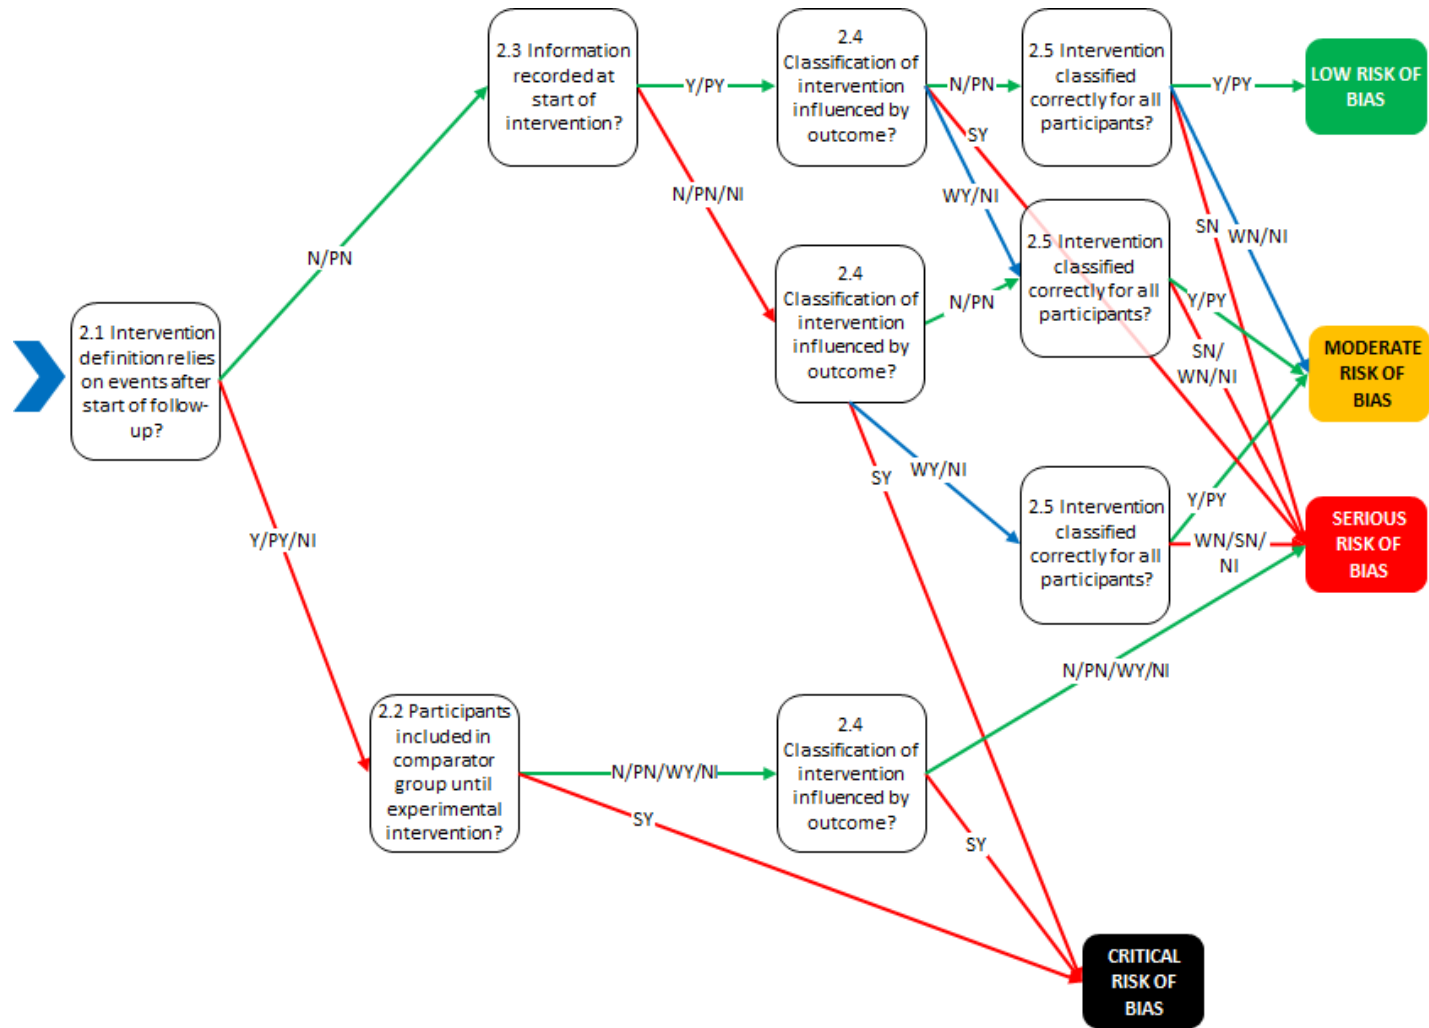 2.1 Intervention
definition relies
on events after
start of follow-
up?
N/PN
Y/PY/NI
2.3 Information
recorded at
start of
intervention?
Y/PY
N/PN/NI
2.4
Classification of
intervention
influenced by
outcome?
N/PN
SY
WY/NI
2.5 Intervention
classified
correctly for all
participants?
Y/PY
SN
WN/NI
LOW RISK OF
BIAS
2.4
Classification of
intervention
influenced by
outcome?
N/PN
WY/NI
SY
2.5 Intervention
classified
correctly for all
participants?
Y/PY
SN/
WN/NI
MODERATE
RISK OF
BIAS
2.5 Intervention
classified
correctly for all
participants?
Y/PY
WN/SN/
NI
SERIOUS
RISK OF
BIAS
2.2 Participants
included in
comparator
group until
experimental
intervention?
N/PN/WY/NI
SY
2.4
Classification of
intervention
influenced by
outcome?
N/PN/WY/NI
SY
CRITICAL
RISK OF
BIAS